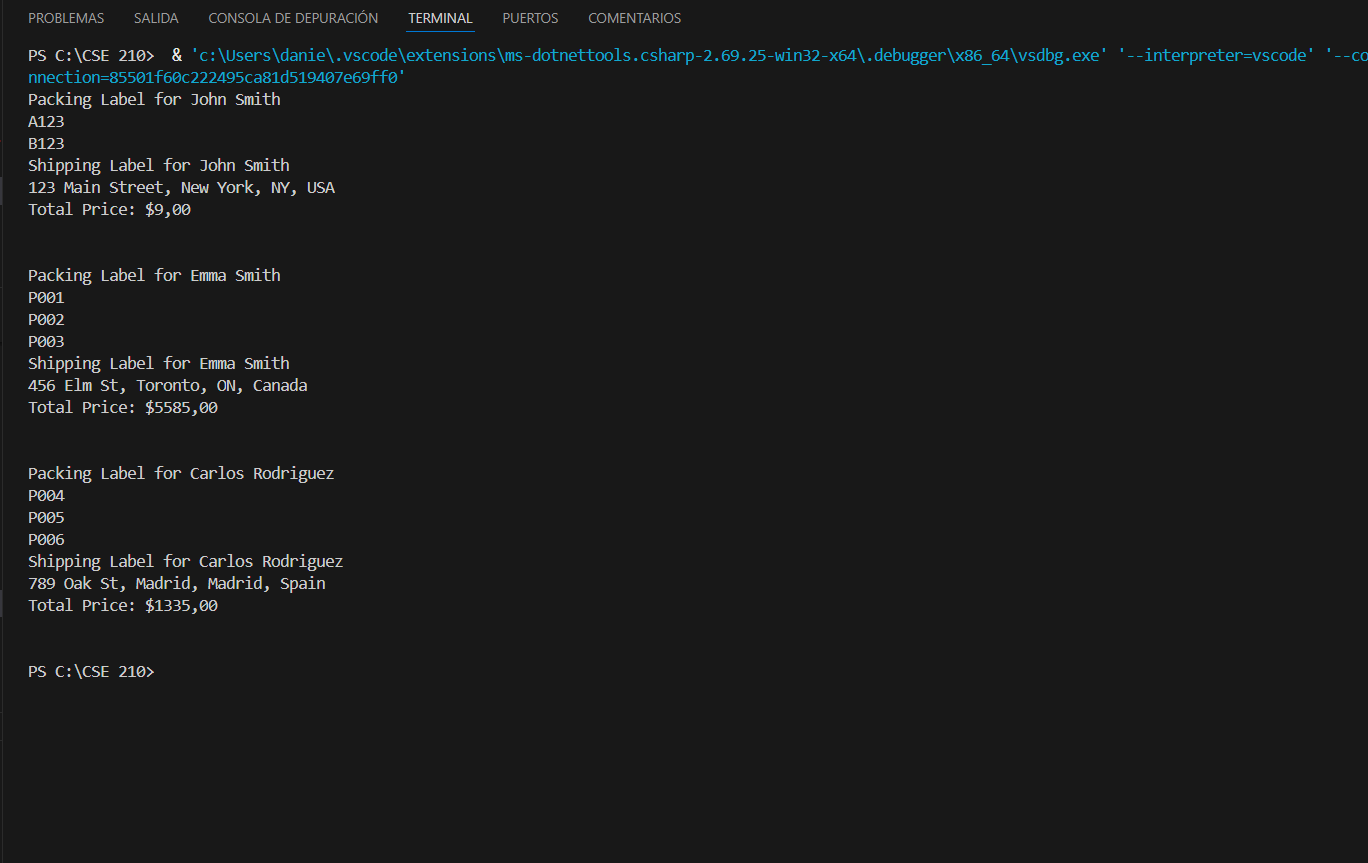 PROBLEMAS SALIDA CONSOLA DE DEPURACIÓN TERMINAL PUERTOS COMENTARIOS
PS C:\CSE 210>  & 'c:\Users\danie\.vscode\extensions\ms-dotnettools.csharp-2.69.25-win32-x64\.debugger\x86_64\vsdbg.exe' '--interpreter=vscode' '--co
nnection=85501f60c222495ca81d519407e69ff0'
Packing Label for John Smith
A123
B123
Shipping Label for John Smith
123 Main Street, New York, NY, USA
Total Price: $9,00
Packing Label for Emma Smith
P001
P002
P003
Shipping Label for Emma Smith
456 Elm St, Toronto, ON, Canada
Total Price: $5585,00
Packing Label for Carlos Rodriguez
P004
P005
P006
Shipping Label for Carlos Rodriguez
789 Oak St, Madrid, Madrid, Spain
Total Price: $1335,00
PS C:\CSE 210>